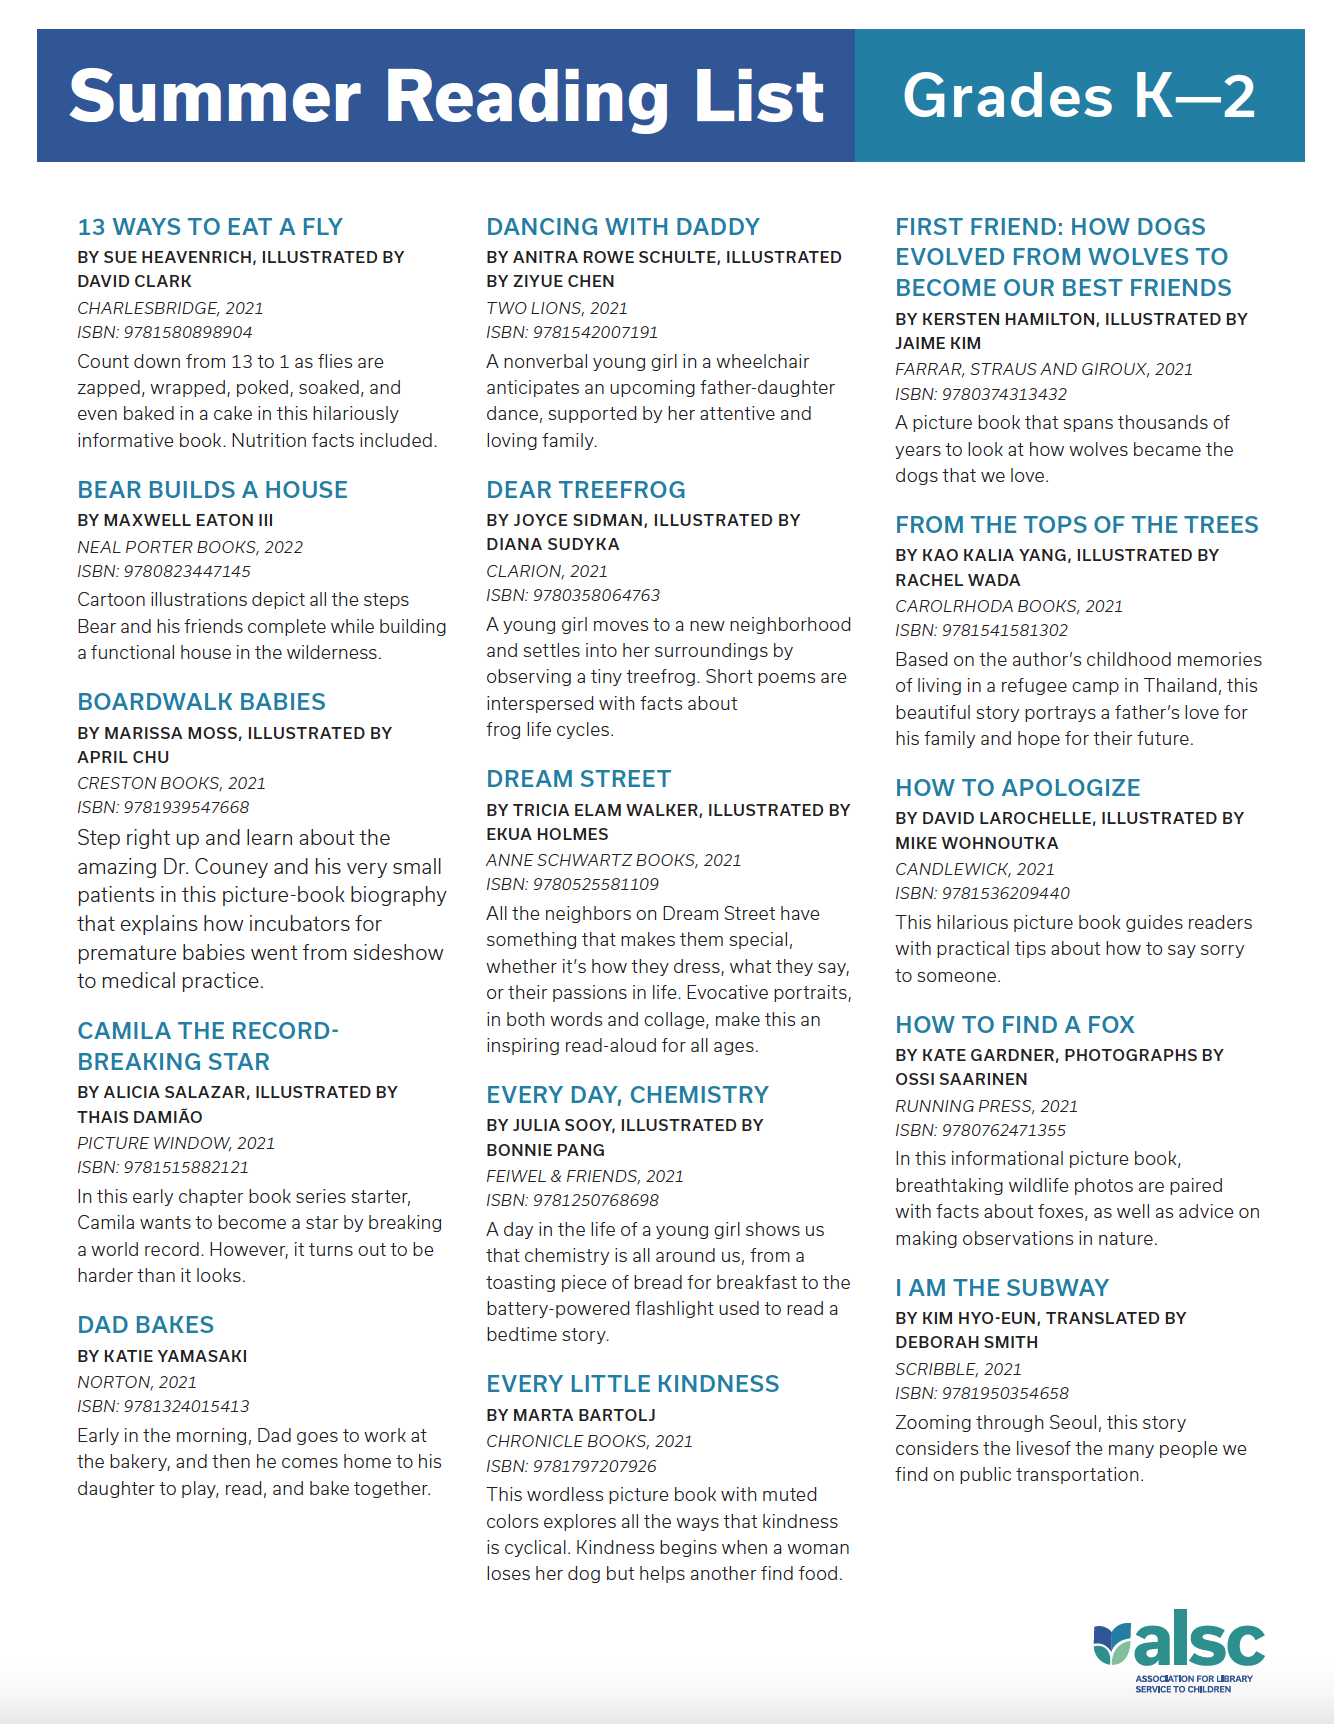 Summer Reading List
Grades K—2
13 WAYS TO EAT A FLY
BY SUE HEAVENRICH, ILLUSTRATED BY
DAVID CLARK
CHARLESBRIDGE, 2021
ISBN: 9781580898904
Count down from 13 to 1 as flies are
zapped, wrapped, poked, soaked, and
even baked in a cake in this hilariously
informative book. Nutrition facts included.
BEAR BUILDS A HOUSE
BY MAXWELL EATON III
NEAL PORTER BOOKS, 2022
ISBN: 9780823447145
Cartoon illustrations depict all the steps
Bear and his friends complete while building
a functional house in the wilderness.
BOARDWALK BABIES
BY MARISSA MOSS, ILLUSTRATED BY
APRIL CHU
CRESTON BOOKS, 2021
ISBN: 9781939547668
Step right up and learn about the
amazing Dr. Couney and his very small
patients in this picture-book biography
that explains how incubators for
premature babies went from sideshow
to medical practice.
CAMILA THE RECORD-
BREAKING STAR
BY ALICIA SALAZAR, ILLUSTRATED BY
THAIS DAMIÃO
PICTURE WINDOW, 2021
ISBN: 9781515882121
In this early chapter book series starter,
Camila wants to become a star by breaking
a world record. However, it turns out to be
harder than it looks.
DAD BAKES
BY KATIE YAMASAKI
NORTON, 2021
ISBN: 9781324015413
Early in the morning, Dad goes to work at
the bakery, and then he comes home to his
daughter to play, read, and bake together.
DANCING WITH DADDY
BY ANITRA ROWE SCHULTE, ILLUSTRATED
BY ZIYUE CHEN
TWO LIONS, 2021
ISBN: 9781542007191
A nonverbal young girl in a wheelchair
anticipates an upcoming father-daughter
dance, supported by her attentive and
loving family.
DEAR TREEFROG
BY JOYCE SIDMAN, ILLUSTRATED BY
DIANA SUDYKA
CLARION, 2021
ISBN: 9780358064763
A young girl moves to a new neighborhood
and settles into her surroundings by
observing a tiny treefrog. Short poems are
interspersed with facts about
frog life cycles.
DREAM STREET
BY TRICIA ELAM WALKER, ILLUSTRATED BY
EKUA HOLMES
ANNE SCHWARTZ BOOKS, 2021
ISBN: 9780525581109
All the neighbors on Dream Street have
something that makes them special,
whether it’s how they dress, what they say,
or their passions in life. Evocative portraits,
in both words and collage, make this an
inspiring read-aloud for all ages.
EVERY DAY, CHEMISTRY
BY JULIA SOOY, ILLUSTRATED BY
BONNIE PANG
FEIWEL & FRIENDS, 2021
ISBN: 9781250768698
A day in the life of a young girl shows us
that chemistry is all around us, from a
toasting piece of bread for breakfast to the
battery-powered flashlight used to read a
bedtime story.
EVERY LITTLE KINDNESS
BY MARTA BARTOLJ
CHRONICLE BOOKS, 2021
ISBN: 9781797207926
This wordless picture book with muted
colors explores all the ways that kindness
is cyclical. Kindness begins when a woman
loses her dog but helps another find food.
FIRST FRIEND: HOW DOGS
EVOLVED FROM WOLVES TO
BECOME OUR BEST FRIENDS
BY KERSTEN HAMILTON, ILLUSTRATED BY
JAIME KIM
FARRAR, STRAUS AND GIROUX, 2021
ISBN: 9780374313432
A picture book that spans thousands of
years to look at how wolves became the
dogs that we love.
FROM THE TOPS OF THE TREES
BY KAO KALIA YANG, ILLUSTRATED BY
RACHEL WADA
CAROLRHODA BOOKS, 2021
ISBN: 9781541581302
Based on the author’s childhood memories
of living in a refugee camp in Thailand, this
beautiful story portrays a father’s love for
his family and hope for their future.
HOW TO APOLOGIZE
BY DAVID LAROCHELLE, ILLUSTRATED BY
MIKE WOHNOUTKA
CANDLEWICK, 2021
ISBN: 9781536209440
This hilarious picture book guides readers
with practical tips about how to say sorry
to someone.
HOW TO FIND A FOX
BY KATE GARDNER, PHOTOGRAPHS BY
OSSI SAARINEN
RUNNING PRESS, 2021
ISBN: 9780762471355
In this informational picture book,
breathtaking wildlife photos are paired
with facts about foxes, as well as advice on
making observations in nature.
I AM THE SUBWAY
BY KIM HYO-EUN, TRANSLATED BY
DEBORAH SMITH
SCRIBBLE, 2021
ISBN: 9781950354658
Zooming through Seoul, this story
considers the livesof the many people we
find on public transportation.
alsc
ASSOCIATION FOR LIBRARY
SERVICE TO CHILDREN